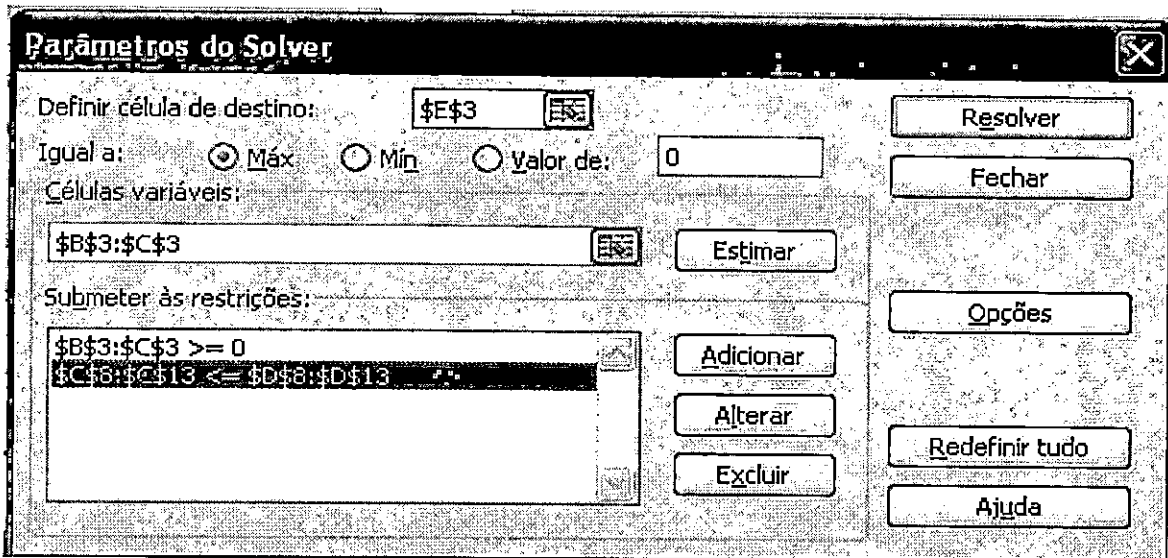 Parâmetros do Solver
Definir célula de destino: $E$3
Resolver
Igual a: Máx Mín Valor de: 0
Fechar
Células variáveis:
$B$3:$C$3
Estimar
Submeter às restrições:
Opções
$B$3:$C$3 >= 0
Adicionar
$C$8:$C$13 <= $D$8:$D$13
Alterar
Redefinir tudo
Excluir
Ajuda